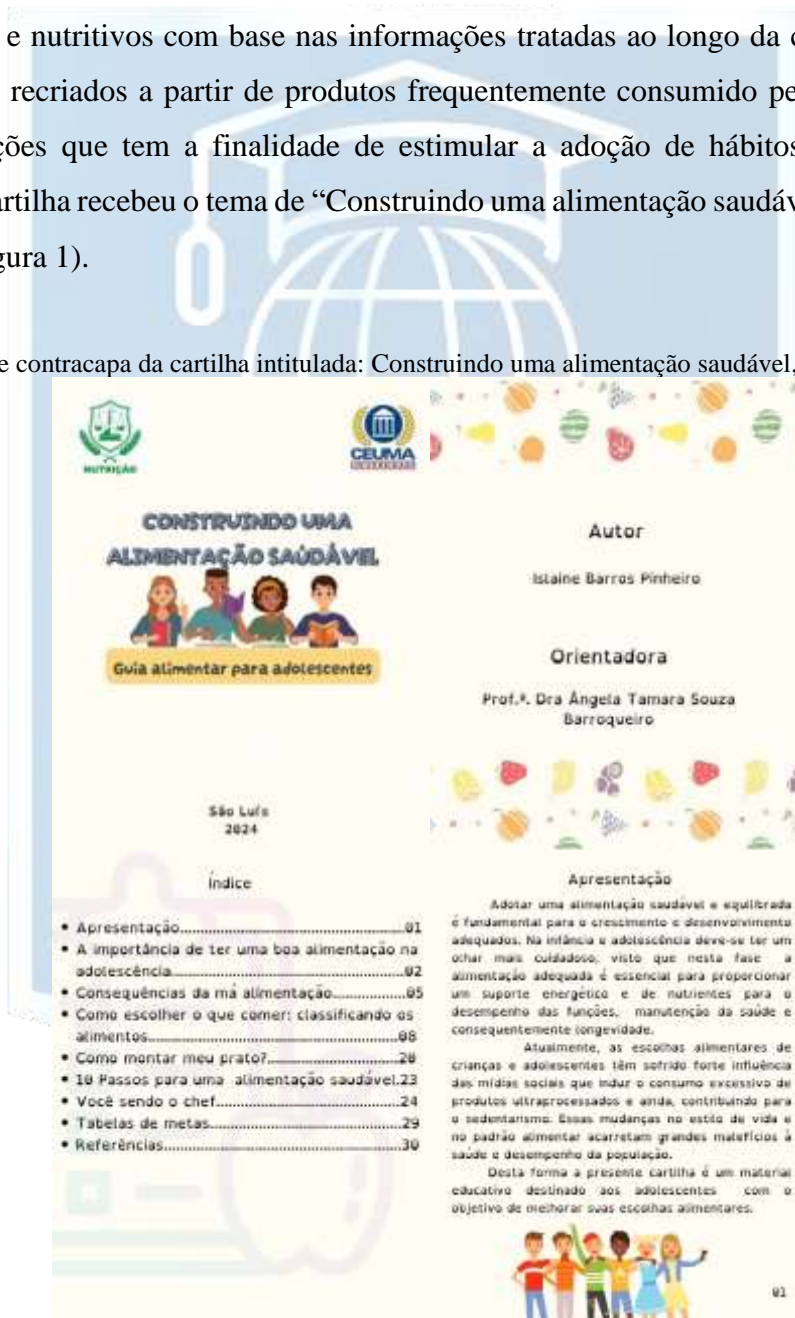 e nutritivos com base nas informações tratadas ao longo da c
recriados a partir de produtos frequentemente consumido pe
ções que tem a finalidade de estimular a adoção de hábitos
artilha recebeu o tema de “Construindo uma alimentação saudáv
gura 1).
e contracapa da cartilha intitulada: Construindo uma alimentação saudável,
NUTRIÇÃO
CEUMA
CONSTRUINDO UMA
ALIMENTAÇÃO SAÚDÁVEL
Guia alimentar para adolescentes
São Luís
2024
Autor
Islaine Barros Pinheiro
Orientadora
Prof.ª. Dra Ângela Tamara Souza
Barroqueiro
Índice
• Apresentação..........01
• A importância de ter uma boa alimentação na
adolescência..........02
• Consequências da má alimentação..........05
• Como escolher o que comer: classificando os
alimentos..........08
• Como montar meu prato?..........20
• 10 Passos para uma alimentação saudável.23
• Você sendo o chef..........24
• Tabelas de metas..........29
• Referências..........30
Apresentação
Adotar uma alimentação saudável e equilibrada
é fundamental para o crescimento e desenvolvimento
adequados. Na infância e adolescência deve-se ter um
olhar mais cuidadoso, visto que nesta fase a
alimentação adequada é essencial para proporcionar
um suporte energético e de nutrientes para o
desempenho das funções, manutenção da saúde e
consequentemente longevidade.
Atualmente, as escolhas alimentares de
crianças e adolescentes têm sofrido forte influência
das mídias sociais que indur o consumo excessivo de
produtos ultraprocessados e ainda, contribuindo para
o sedentarismo. Essas mudanças no estilo de vida e
no padrão alimentar acarretam grandes malefícios à
saúde e desempenho da população.
Desta forma a presente cartilha é um material
educativo destinado aos adolescentes com o
objetivo de melhorar suas escolhas alimentares.
01